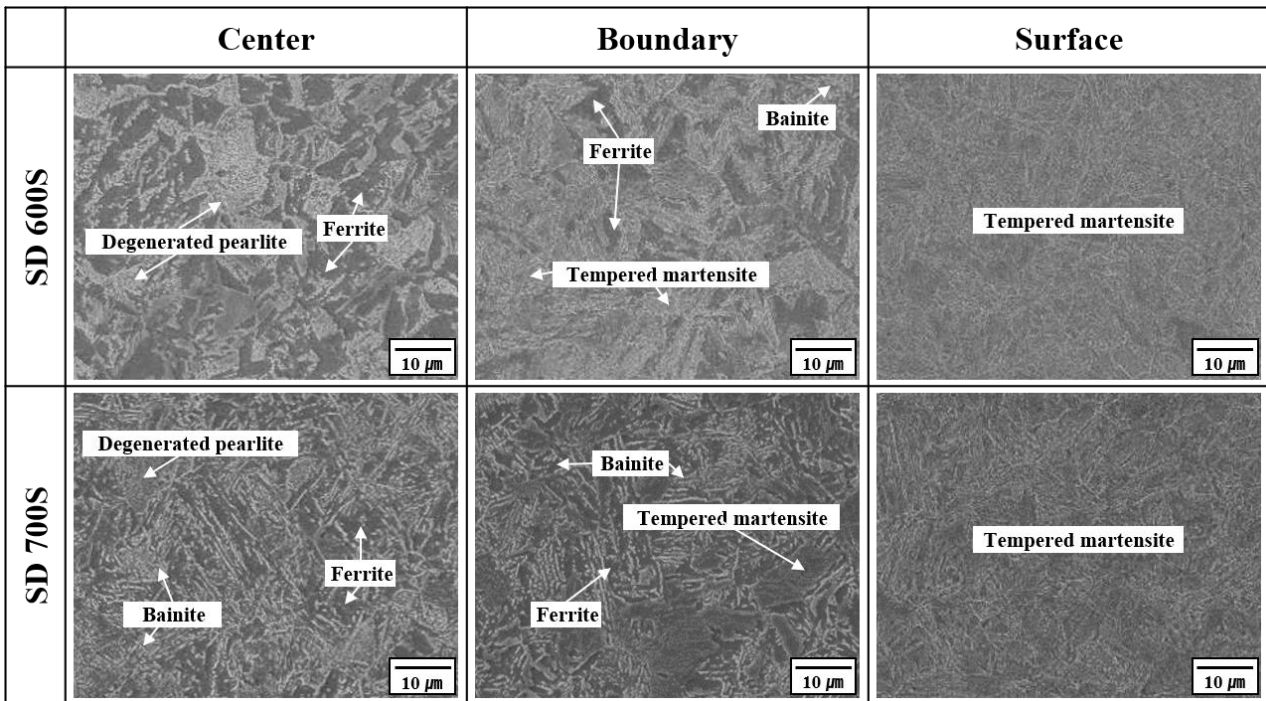 Center
Boundary
Surface
SD 600S
Degenerated pearlite
Ferrite
10 ㎛
Bainite
Ferrite
Tempered martensite
10 ㎛
Tempered martensite
10 ㎛
SD 700S
Degenerated pearlite
Ferrite
Bainite
10 ㎛
Bainite
Tempered martensite
Ferrite
10 ㎛
Tempered martensite
10 ㎛